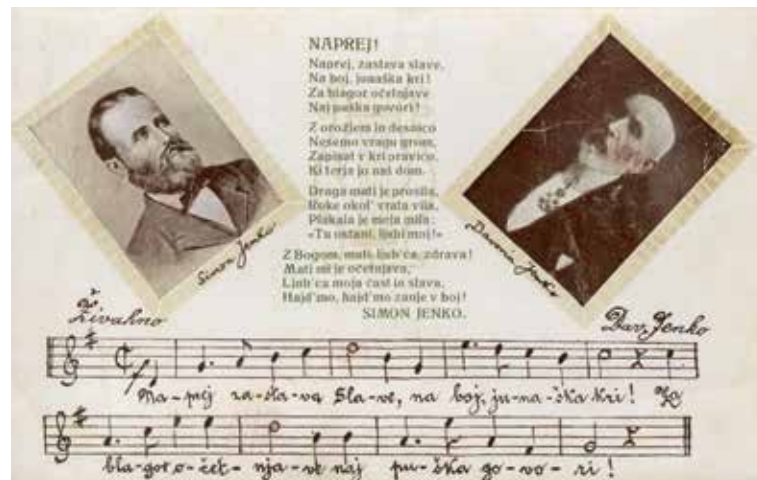 NAPREJ!
Naprej, zastava slave,
Na boj, junaška kri!
Za blagor očetnjave
Naj puška govori!
Z orožjem in desnico
Nesemo vragu grom,
Zapisat v kri pravico,
Ki terja jo naš dom.
Draga mati je prosila,
Roke okol' vrata vila,
Plakala je moja mila:
»Tu ostani, ljubi moj!«
Z Bogom, mati, ljub'ca, zdrava!
Mati mi je očetnjava,
Ljub'ca moja čast in slava,
Hajd'mo, hajd'mo zanje v boj!
SIMON JENKO.
Simon Jenko
Davorin Jenko
Živahno
Dav. Jenko
Na-prej za-sta-va Sla-ve, na boj, ju-na-ška kri! Za
bla-gor o-čet-nja-ve naj pu-ška go-vo-ri!